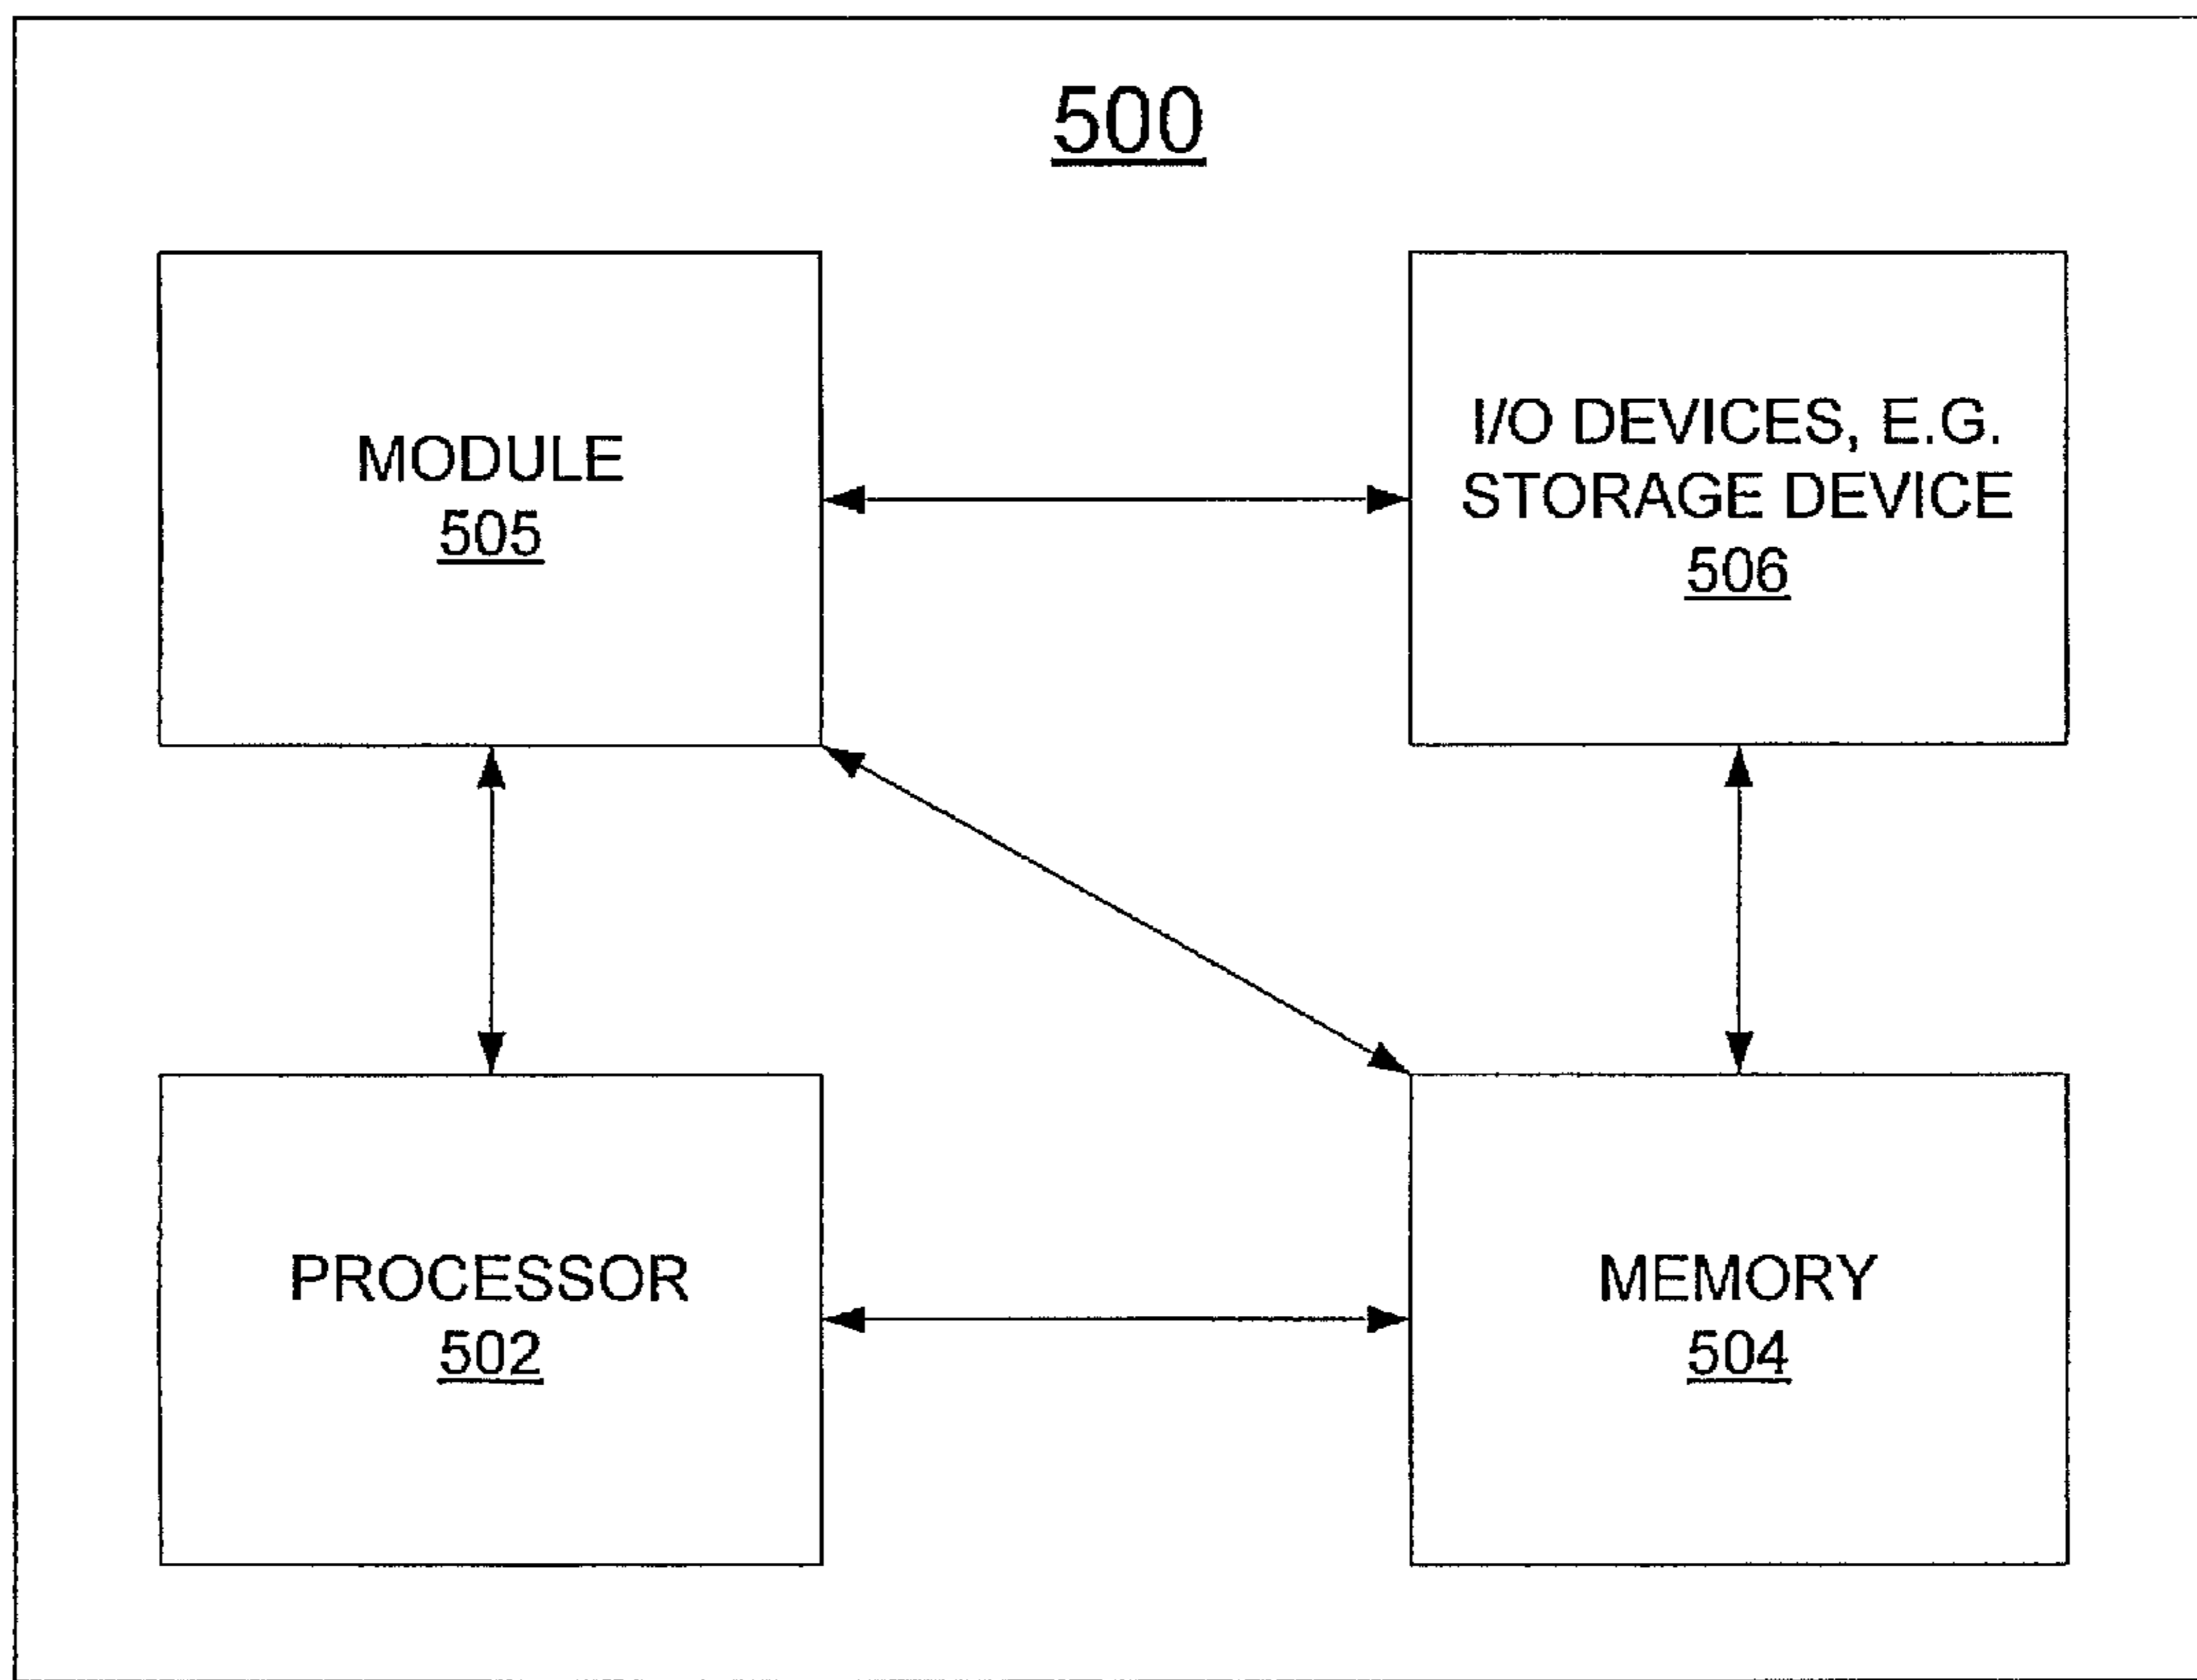 500
MODULE
505
I/O DEVICES, E.G.
STORAGE DEVICE
506
PROCESSOR
502
MEMORY
504